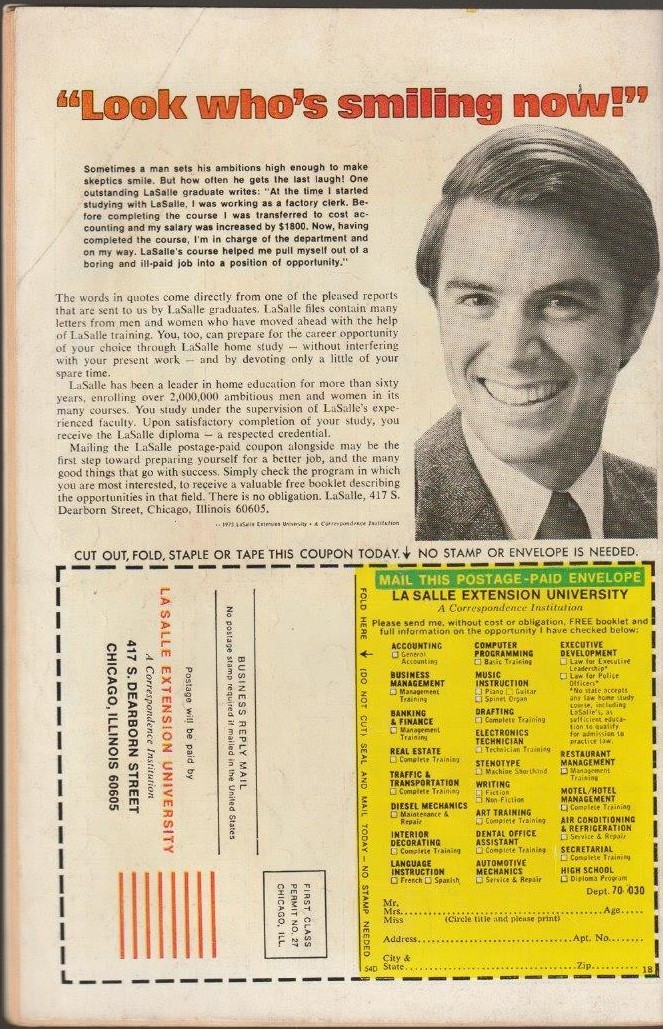 “Look who’s smiling now!”
Sometimes a man sets his ambitions high enough to make
skeptics smile. But how often he gets the last laugh! One
outstanding LaSalle graduate writes: "At the time I started
studying with LaSalle, I was working as a factory clerk. Be-
fore completing the course I was transferred to cost ac-
counting and my salary was increased by $1800. Now, having
completed the course, I'm in charge of the department and
on my way. LaSalle's course helped me pull myself out of a
boring and ill-paid job into a position of opportunity."
The words in quotes come directly from one of the pleased reports
that are sent to us by LaSalle graduates. LaSalle files contain many
letters from men and women who have moved ahead with the help
of LaSalle training. You, too, can prepare for the career opportunity
of your choice through LaSalle home study — without interfering
with your present work — and by devoting only a little of your
spare time.
LaSalle has been a leader in home education for more than sixty
years, enrolling over 2,000,000 ambitious men and women in its
many courses. You study under the supervision of LaSalle's expe-
rienced faculty. Upon satisfactory completion of your study, you
receive the LaSalle diploma — a respected credential.
Mailing the LaSalle postage-paid coupon alongside may be the
first step toward preparing yourself for a better job, and the many
good things that go with success. Simply check the program in which
you are most interested, to receive a valuable free booklet describing
the opportunities in that field. There is no obligation. LaSalle, 417 S.
Dearborn Street, Chicago, Illinois 60605.
LaSalle Extension University • A Correspondence Institution
CUT OUT, FOLD, STAPLE OR TAPE THIS COUPON TODAY. ↓ NO STAMP OR ENVELOPE IS NEEDED.
FIRST CLASS
PERMIT NO. 27
CHICAGO, ILL.
BUSINESS REPLY MAIL
No postage stamp required if mailed in the United States
Postage will be paid by
LA SALLE EXTENSION UNIVERSITY
A Correspondence Institution
417 S. DEARBORN STREET
CHICAGO, ILLINOIS 60605
FOLD HERE ← (DO NOT CUT) SEAL AND MAIL TODAY — NO STAMP NEEDED
MAIL THIS POSTAGE-PAID ENVELOPE
LA SALLE EXTENSION UNIVERSITY
A Correspondence Institution
Please send me, without cost or obligation, FREE booklet and
full information on the opportunity I have checked below:
ACCOUNTING
☐ General
Accounting
BUSINESS
MANAGEMENT
☐ Management
Training
BANKING
& FINANCE
☐ Management
Training
REAL ESTATE
☐ Complete Training
TRAFFIC &
TRANSPORTATION
☐ Complete Training
DIESEL MECHANICS
☐ Maintenance &
Repair
INTERIOR
DECORATING
☐ Complete Training
LANGUAGE
INSTRUCTION
☐ French ☐ Spanish
COMPUTER
PROGRAMMING
☐ Basic Training
MUSIC
INSTRUCTION
☐ Piano ☐ Guitar
☐ Spinet Organ
DRAFTING
☐ Complete Training
ELECTRONICS
TECHNICIAN
☐ Technician Training
STENOTYPE
☐ Machine Shorthand
WRITING
☐ Fiction
☐ Non-Fiction
ART TRAINING
☐ Complete Training
DENTAL OFFICE
ASSISTANT
☐ Complete Training
AUTOMOTIVE
MECHANICS
☐ Service & Repair
EXECUTIVE
DEVELOPMENT
☐ Law for Executive
Leadership*
☐ Law for Police
Officers*
*No state accepts
any law home study
course, including
LaSalle's, as
sufficient educa-
tion to qualify
for admission to
practice law.
RESTAURANT
MANAGEMENT
☐ Management
Training
MOTEL/HOTEL
MANAGEMENT
☐ Complete Training
AIR CONDITIONING
& REFRIGERATION
☐ Service & Repair
SECRETARIAL
☐ Complete Training
HIGH SCHOOL
☐ Diploma Program
Dept. 70-030
Mr.
Mrs. Age
Miss (Circle title and please print)
Address Apt. No.
City &
State Zip
54D 18